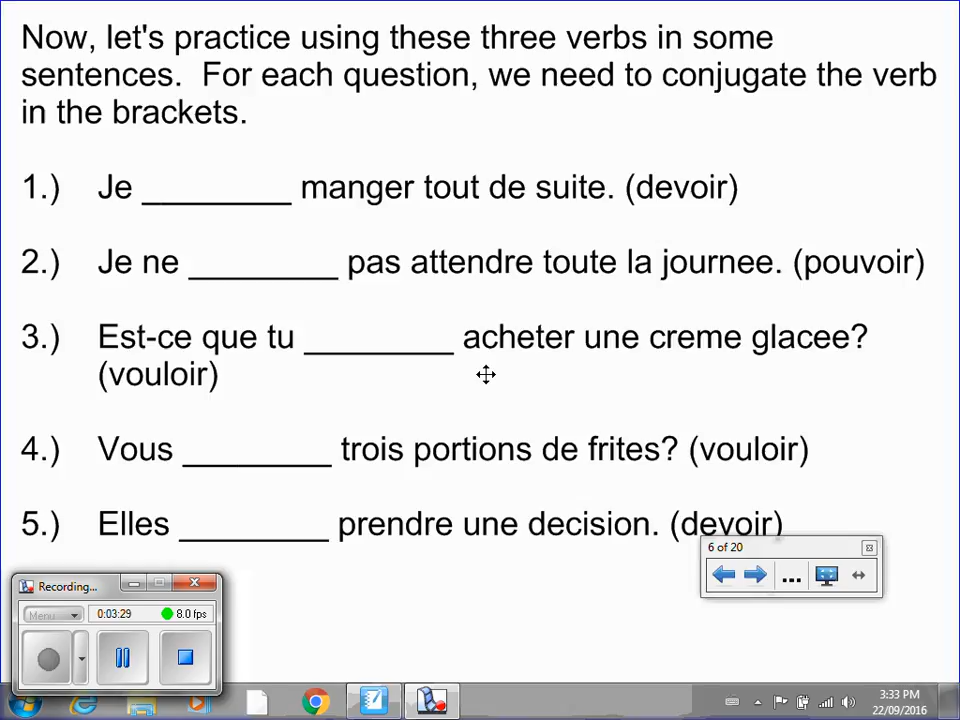 Now, let's practice using these three verbs in some
sentences.  For each question, we need to conjugate the verb
in the brackets.
1.) Je ________ manger tout de suite. (devoir)
2.) Je ne ________ pas attendre toute la journee. (pouvoir)
3.) Est-ce que tu ________ acheter une creme glacee?
(vouloir)
4.) Vous ________ trois portions de frites? (vouloir)
5.) Elles ________ prendre une decision. (devoir)
6 of 20
...
Recording...
Menu 0:03:29 8.0 fps
3:33 PM
22/09/2016